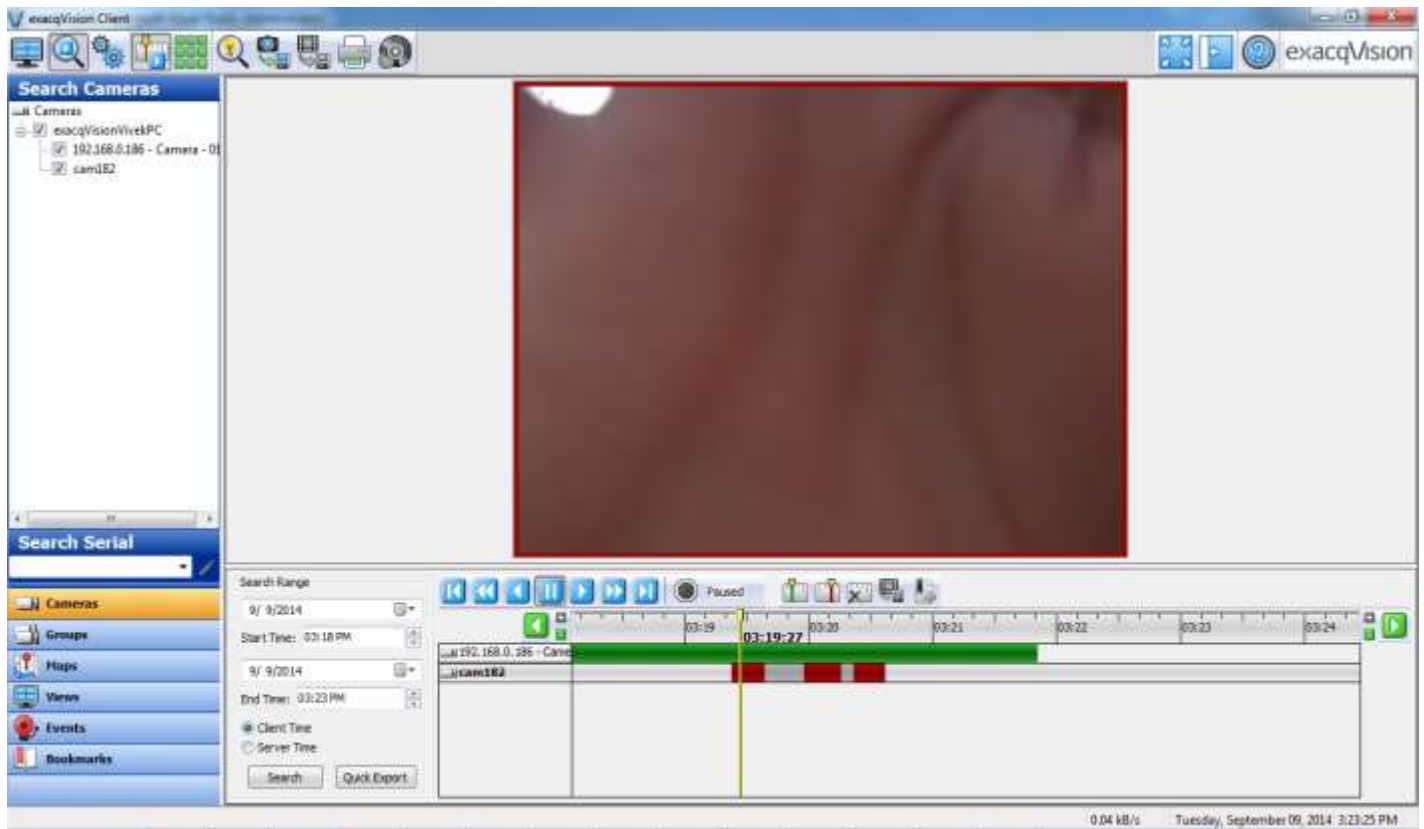 exacqVision Client
exacqVision
Search Cameras
Cameras
exacqVisionVivekPC
192.168.0.186 - Camera - 01
cam182
Search Serial
Cameras
Groups
Maps
Views
Events
Bookmarks
Search Range
9/ 9/2014
Start Time: 03:18 PM
9/ 9/2014
End Time: 03:23 PM
Client Time
Server Time
Search
Quick Export
Paused
03:19
03:20
03:21
03:22
03:23
03:24
03:19:27
192.168.0.186 - Came
cam182
0.04 kB/s
Tuesday, September 09, 2014 3:23:25 PM